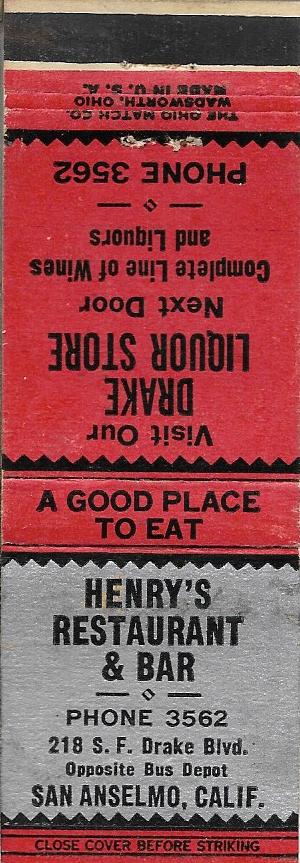 THE OHIO MATCH CO.
WADSWORTH, OHIO
MADE IN U. S. A.
Visit Our
DRAKE
LIQUOR STORE
Next Door
Complete Line of Wines
and Liquors
PHONE 3562
A GOOD PLACE
TO EAT
HENRY'S
RESTAURANT
& BAR
PHONE 3562
218 S. F. Drake Blvd.
Opposite Bus Depot
SAN ANSELMO, CALIF.
CLOSE COVER BEFORE STRIKING